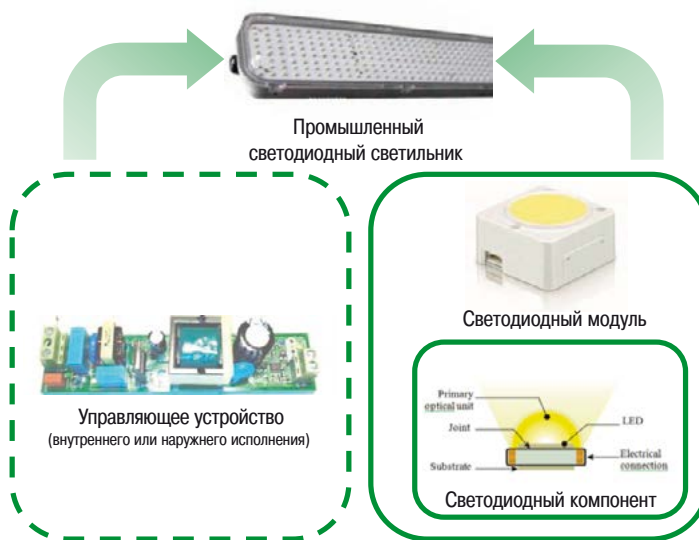 Промышленный
светодиодный светильник
Управляющее устройство
(внутреннего или наружнего исполнения)
Светодиодный модуль
Primary
optical unit
LED
Joint
Electrical
connection
Substrate
Светодиодный компонент